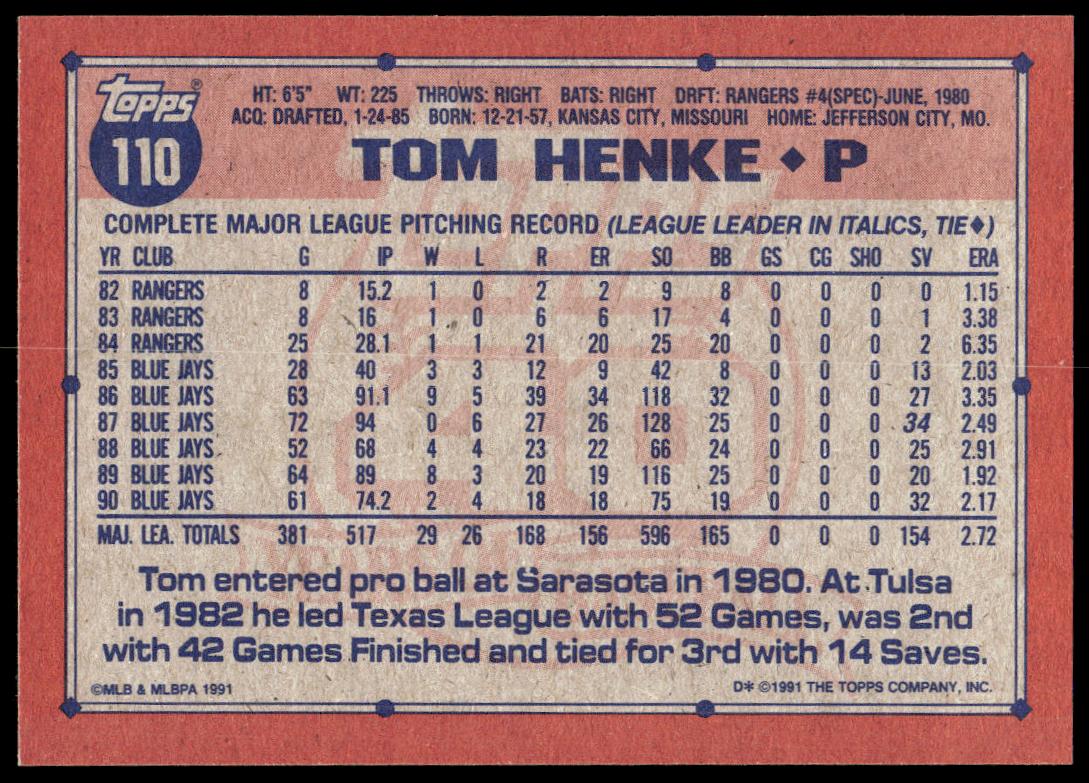 Topps®
110
HT: 6'5" WT: 225 THROWS: RIGHT BATS: RIGHT DRFT: RANGERS #4(SPEC)-JUNE, 1980
ACQ: DRAFTED, 1-24-85 BORN: 12-21-57, KANSAS CITY, MISSOURI HOME: JEFFERSON CITY, MO.
TOM HENKE ♦ P
COMPLETE MAJOR LEAGUE PITCHING RECORD (LEAGUE LEADER IN ITALICS, TIE♦)
YR CLUB G IP W L R ER SO BB GS CG SHO SV ERA
82 RANGERS 8 15.2 1 0 2 2 9 8 0 0 0 0 1.15
83 RANGERS 8 16 1 0 6 6 17 4 0 0 0 1 3.38
84 RANGERS 25 28.1 1 1 21 20 25 20 0 0 0 2 6.35
85 BLUE JAYS 28 40 3 3 12 9 42 8 0 0 0 13 2.03
86 BLUE JAYS 63 91.1 9 5 39 34 118 32 0 0 0 27 3.35
87 BLUE JAYS 72 94 0 6 27 26 128 25 0 0 0 34 2.49
88 BLUE JAYS 52 68 4 4 23 22 66 24 0 0 0 25 2.91
89 BLUE JAYS 64 89 8 3 20 19 116 25 0 0 0 20 1.92
90 BLUE JAYS 61 74.2 2 4 18 18 75 19 0 0 0 32 2.17
MAJ. LEA. TOTALS 381 517 29 26 168 156 596 165 0 0 0 154 2.72
Tom entered pro ball at Sarasota in 1980. At Tulsa
in 1982 he led Texas League with 52 Games, was 2nd
with 42 Games Finished and tied for 3rd with 14 Saves.
©MLB & MLBPA 1991
D* ©1991 THE TOPPS COMPANY, INC.